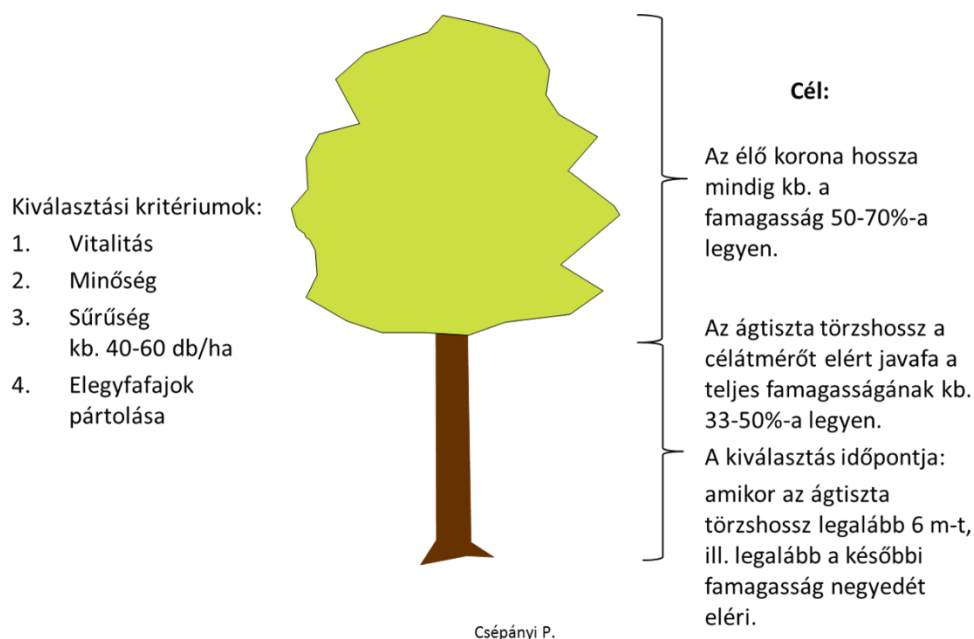 Kiválasztási kritériumok:
1. Vitalitás
2. Minőség
3. Sűrűség
kb. 40-60 db/ha
4. Elegyfafajok
pártolása
Cél:
Az élő korona hossza
mindig kb. a
famagasság 50-70%-a
legyen.
Az ágtiszta törzshossz a
célátmérőt elért javafa a
teljes famagasságának kb.
33-50%-a legyen.
A kiválasztás időpontja:
amikor az ágtiszta
törzshossz legalább 6 m-t,
ill. legalább a későbbi
famagasság negyedét
eléri.
Csépányi P.